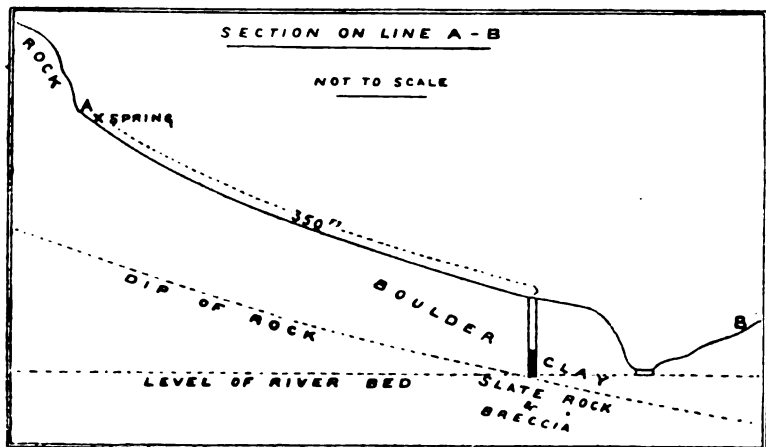 SECTION ON LINE A - B
NOT TO SCALE
ROCK
A x SPRING
350 FT
BOULDER
CLAY
DIP OF ROCK
B
LEVEL OF RIVER BED
SLATE ROCK
& BRECCIA